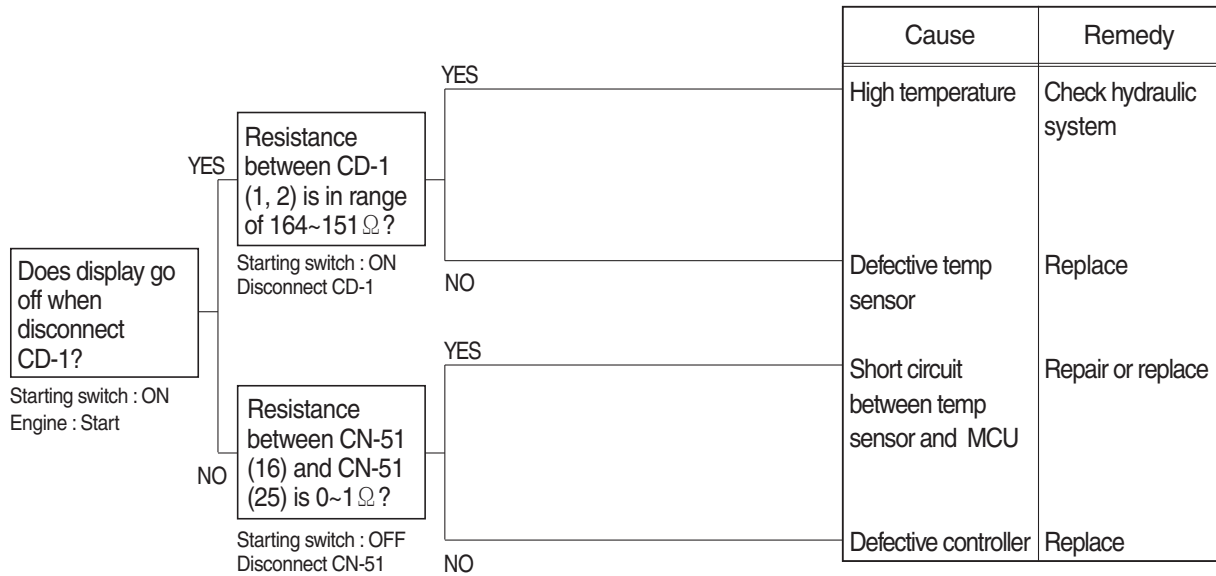 Does display go
off when
disconnect
CD-1?
Starting switch : ON
Engine : Start
YES
Resistance
between CD-1
(1, 2) is in range
of 164~151Ω?
Starting switch : ON
Disconnect CD-1
NO
Resistance
between CN-51
(16) and CN-51
(25) is 0~1Ω?
Starting switch : OFF
Disconnect CN-51
YES
NO
YES
NO
Cause Remedy
High temperature Check hydraulic
system
Defective temp Replace
sensor
Short circuit Repair or replace
between temp
sensor and MCU
Defective controller Replace